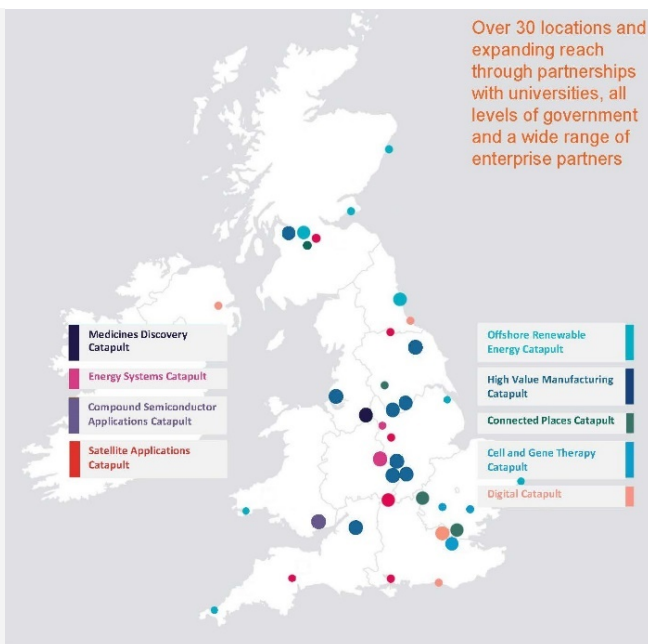 Over 30 locations and
expanding reach
through partnerships
with universities, all
levels of government
and a wide range of
enterprise partners
Medicines Discovery
Catapult
Energy Systems Catapult
Compound Semiconductor
Applications Catapult
Satellite Applications
Catapult
Offshore Renewable
Energy Catapult
High Value Manufacturing
Catapult
Connected Places Catapult
Cell and Gene Therapy
Catapult
Digital Catapult